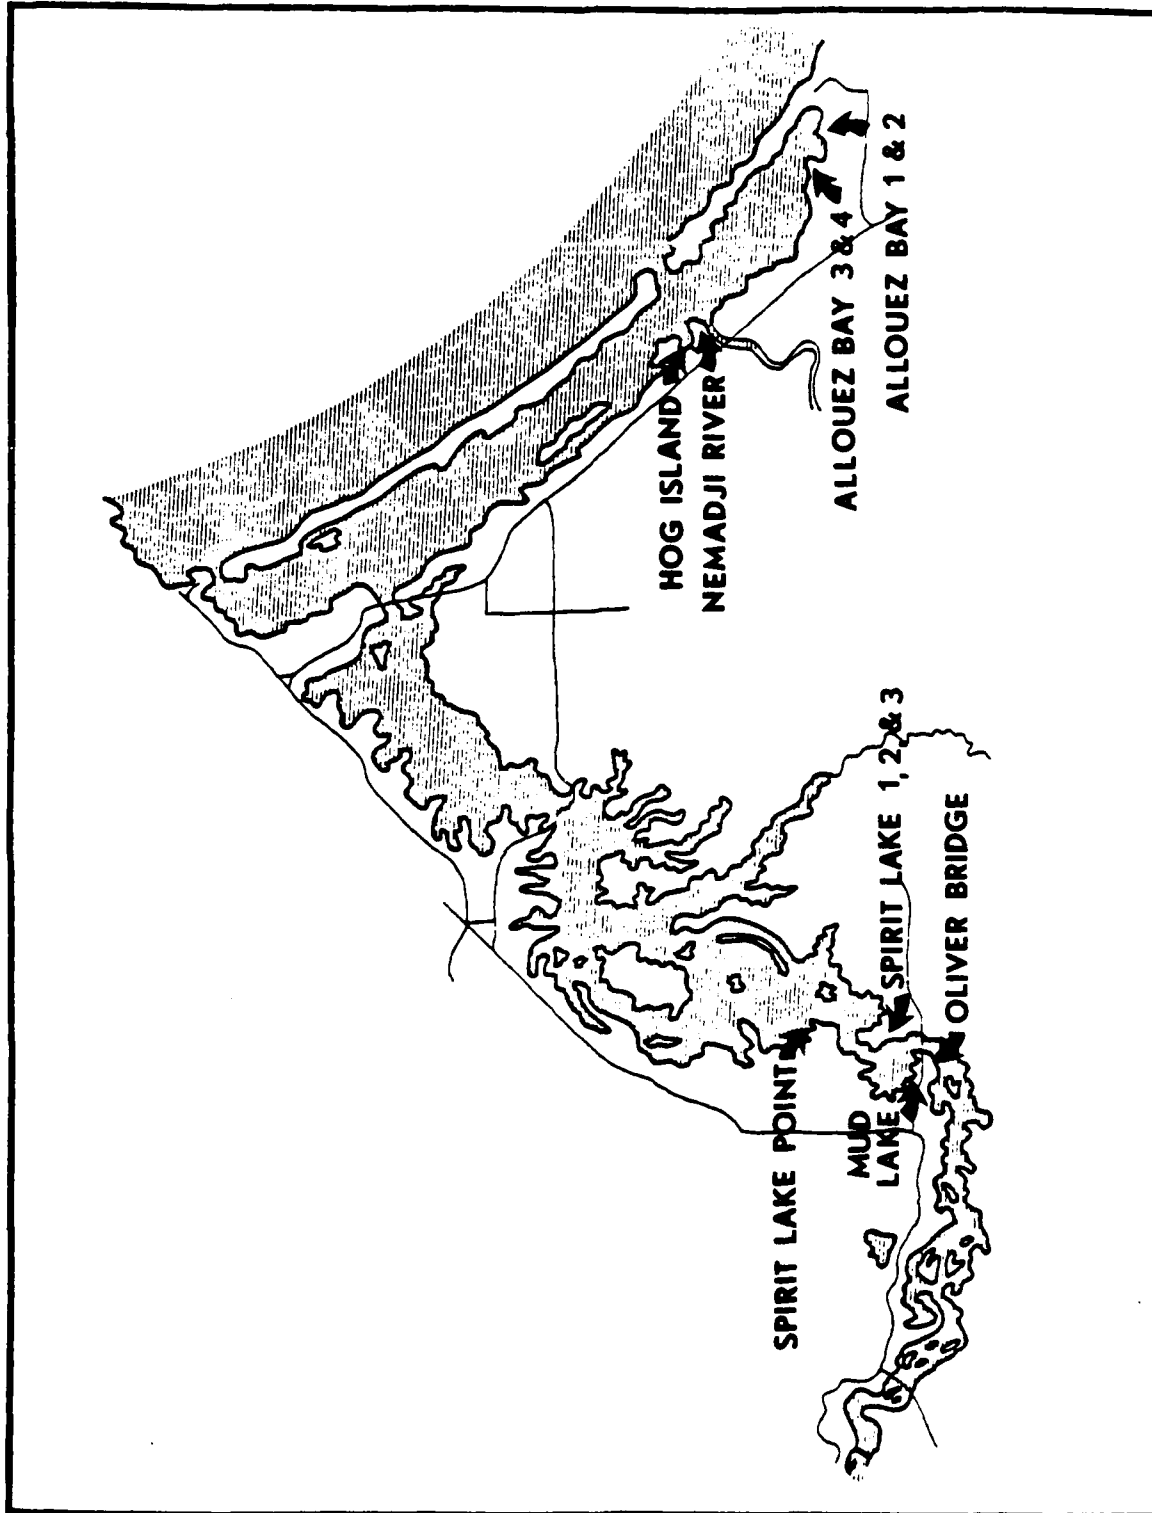 SPIRIT LAKE POINT
MUD
LAKE
SPIRIT LAKE 1, 2, & 3
OLIVER BRIDGE
HOG ISLAND
NEMADJI RIVER
ALLOUEZ BAY 3 & 4
ALLOUEZ BAY 1 & 2